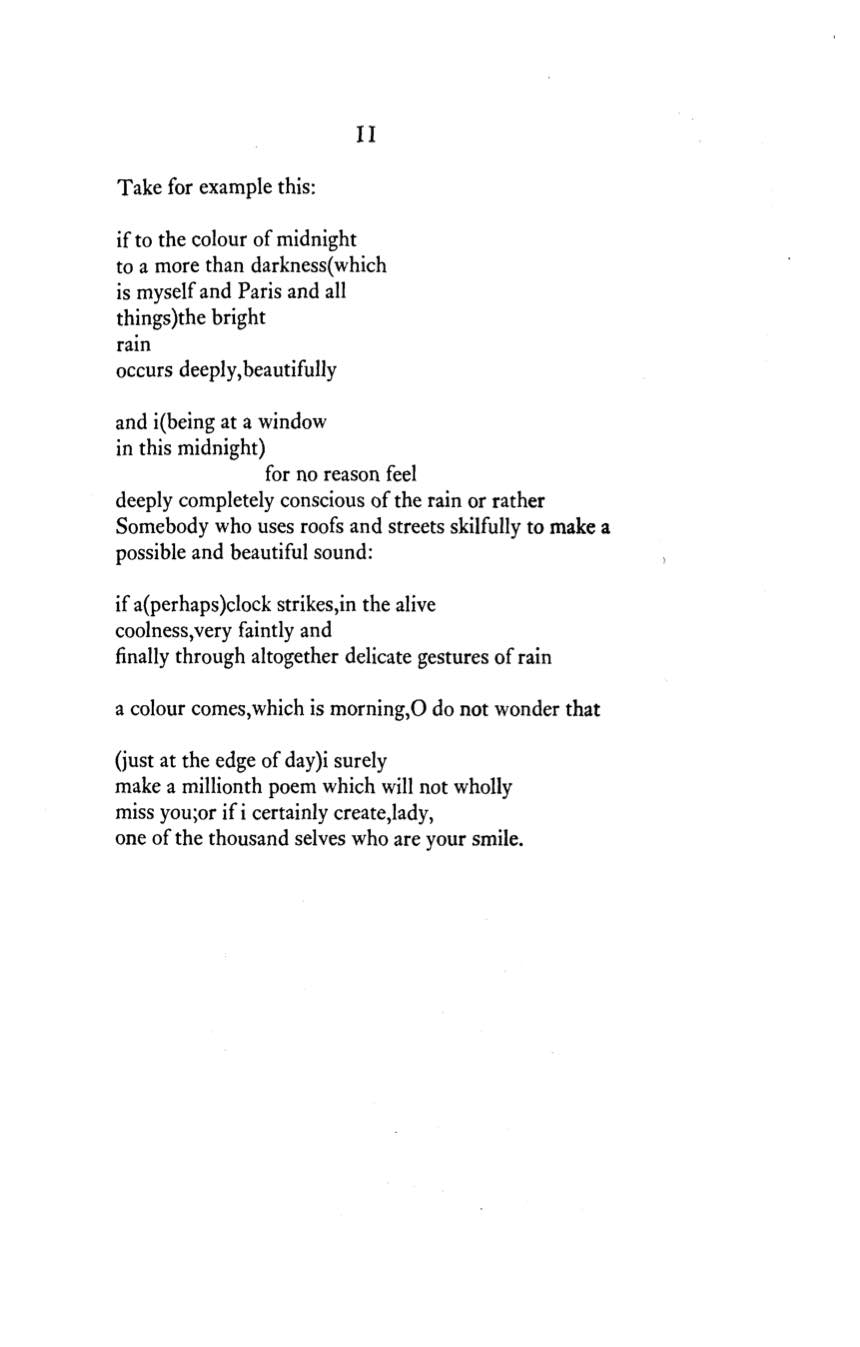 II
Take for example this:
if to the colour of midnight
to a more than darkness(which
is myself and Paris and all
things)the bright
rain
occurs deeply,beautifully
and i(being at a window
in this midnight)
for no reason feel
deeply completely conscious of the rain or rather
Somebody who uses roofs and streets skilfully to make a
possible and beautiful sound:
if a(perhaps)clock strikes,in the alive
coolness,very faintly and
finally through altogether delicate gestures of rain
a colour comes,which is morning,O do not wonder that
(just at the edge of day)i surely
make a millionth poem which will not wholly
miss you;or if i certainly create,lady,
one of the thousand selves who are your smile.